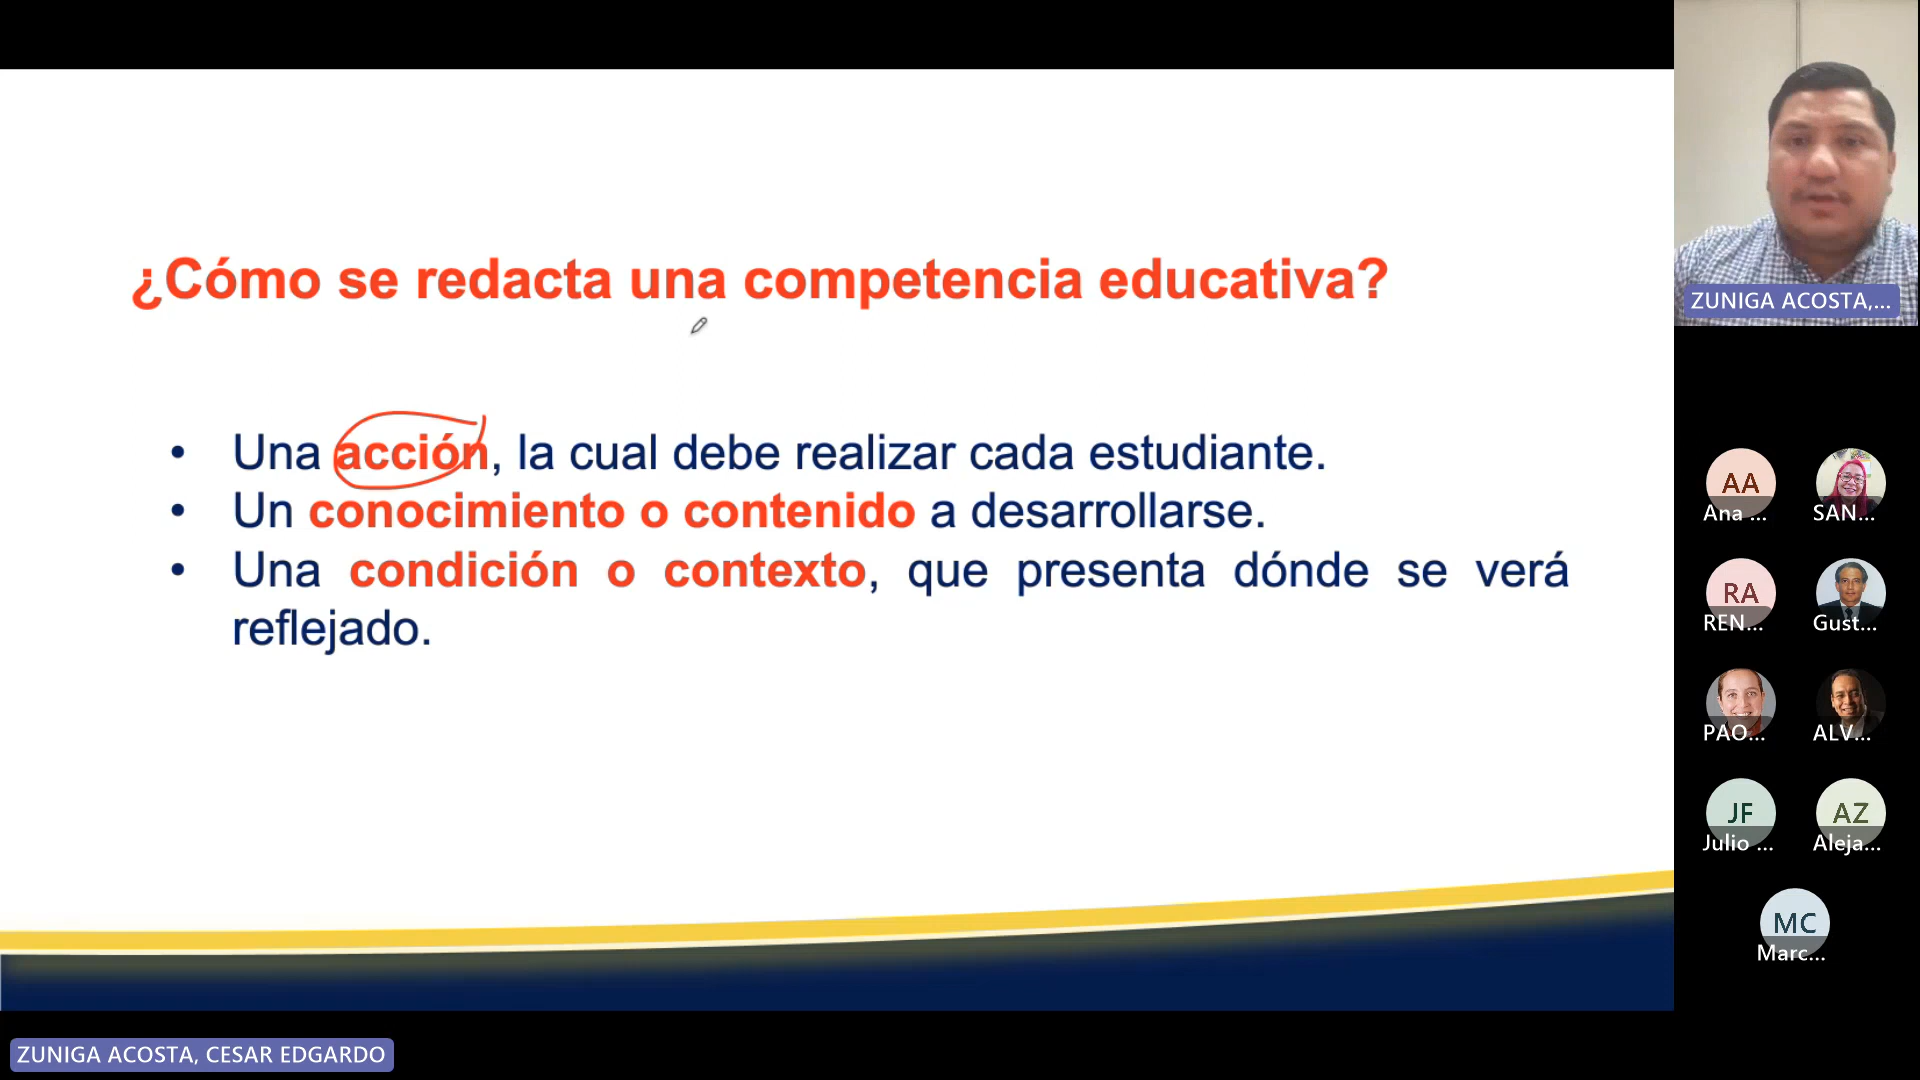 ¿Cómo se redacta una competencia educativa?
• Una acción, la cual debe realizar cada estudiante.
• Un conocimiento o contenido a desarrollarse.
• Una condición o contexto, que presenta dónde se verá
reflejado.
ZUNIGA ACOSTA,...
AA
Ana ...
SAN...
RA
REN...
Gust...
PAO...
ALV...
JF
Julio ...
AZ
Aleja...
MC
Marc...
ZUNIGA ACOSTA, CESAR EDGARDO